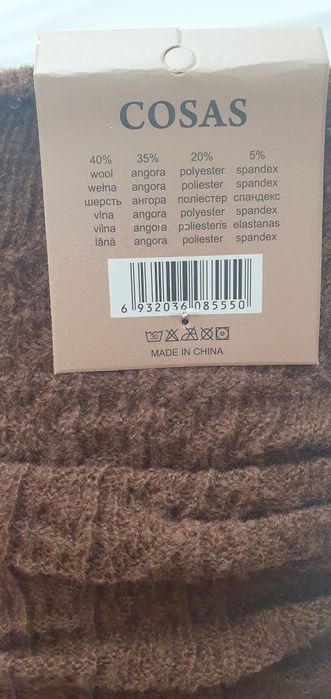 COSAS
40% 35% 20% 5%
wool angora polyester spandex
wełna angora poliester spandex
шерсть ангора поліестер спандекс
vlna angora polyester spandex
vilna angora poliesteris elastanas
lână angora poliester spandex
6 932036 085550
30
MADE IN CHINA